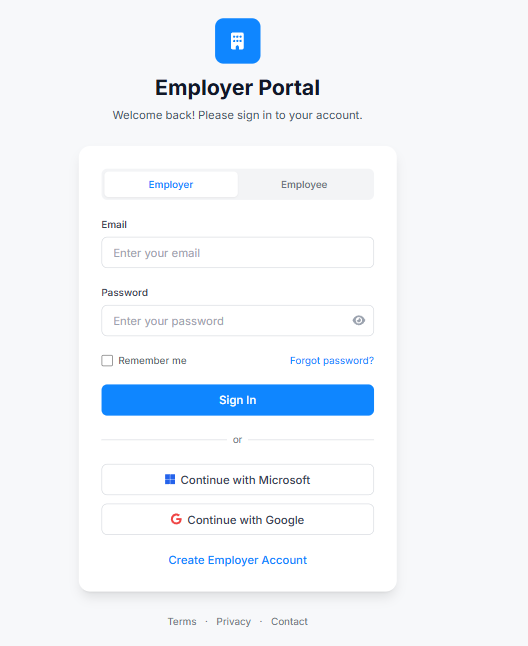 Employer Portal
Welcome back! Please sign in to your account.
Employer Employee
Email
Enter your email
Password
Enter your password
Remember me Forgot password?
Sign In
or
Continue with Microsoft
Continue with Google
Create Employer Account
Terms · Privacy · Contact